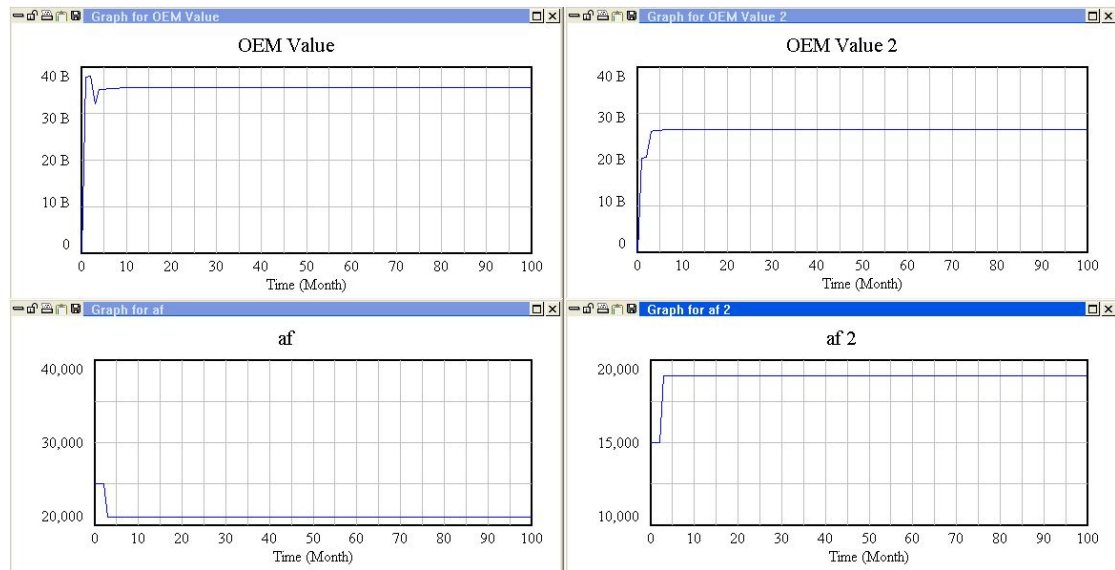 Graph for OEM Value
OEM Value
40 B
30 B
20 B
10 B
0
0 10 20 30 40 50 60 70 80 90 100
Time (Month)
Graph for OEM Value 2
OEM Value 2
40 B
30 B
20 B
10 B
0
0 10 20 30 40 50 60 70 80 90 100
Time (Month)
Graph for af
af
40,000
30,000
20,000
0 10 20 30 40 50 60 70 80 90 100
Time (Month)
Graph for af 2
af 2
20,000
15,000
10,000
0 10 20 30 40 50 60 70 80 90 100
Time (Month)